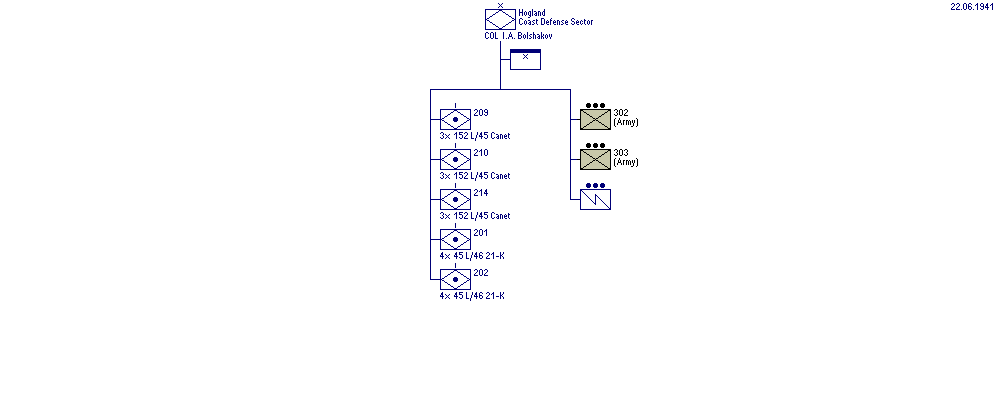 22.06.1941
Hogland
Coast Defense Sector
COL I.A. Bolshakov
209
3x 152 L/45 Canet
210
3x 152 L/45 Canet
214
3x 152 L/45 Canet
201
4x 45 L/46 21-K
202
4x 45 L/46 21-K
302
(Army)
303
(Army)